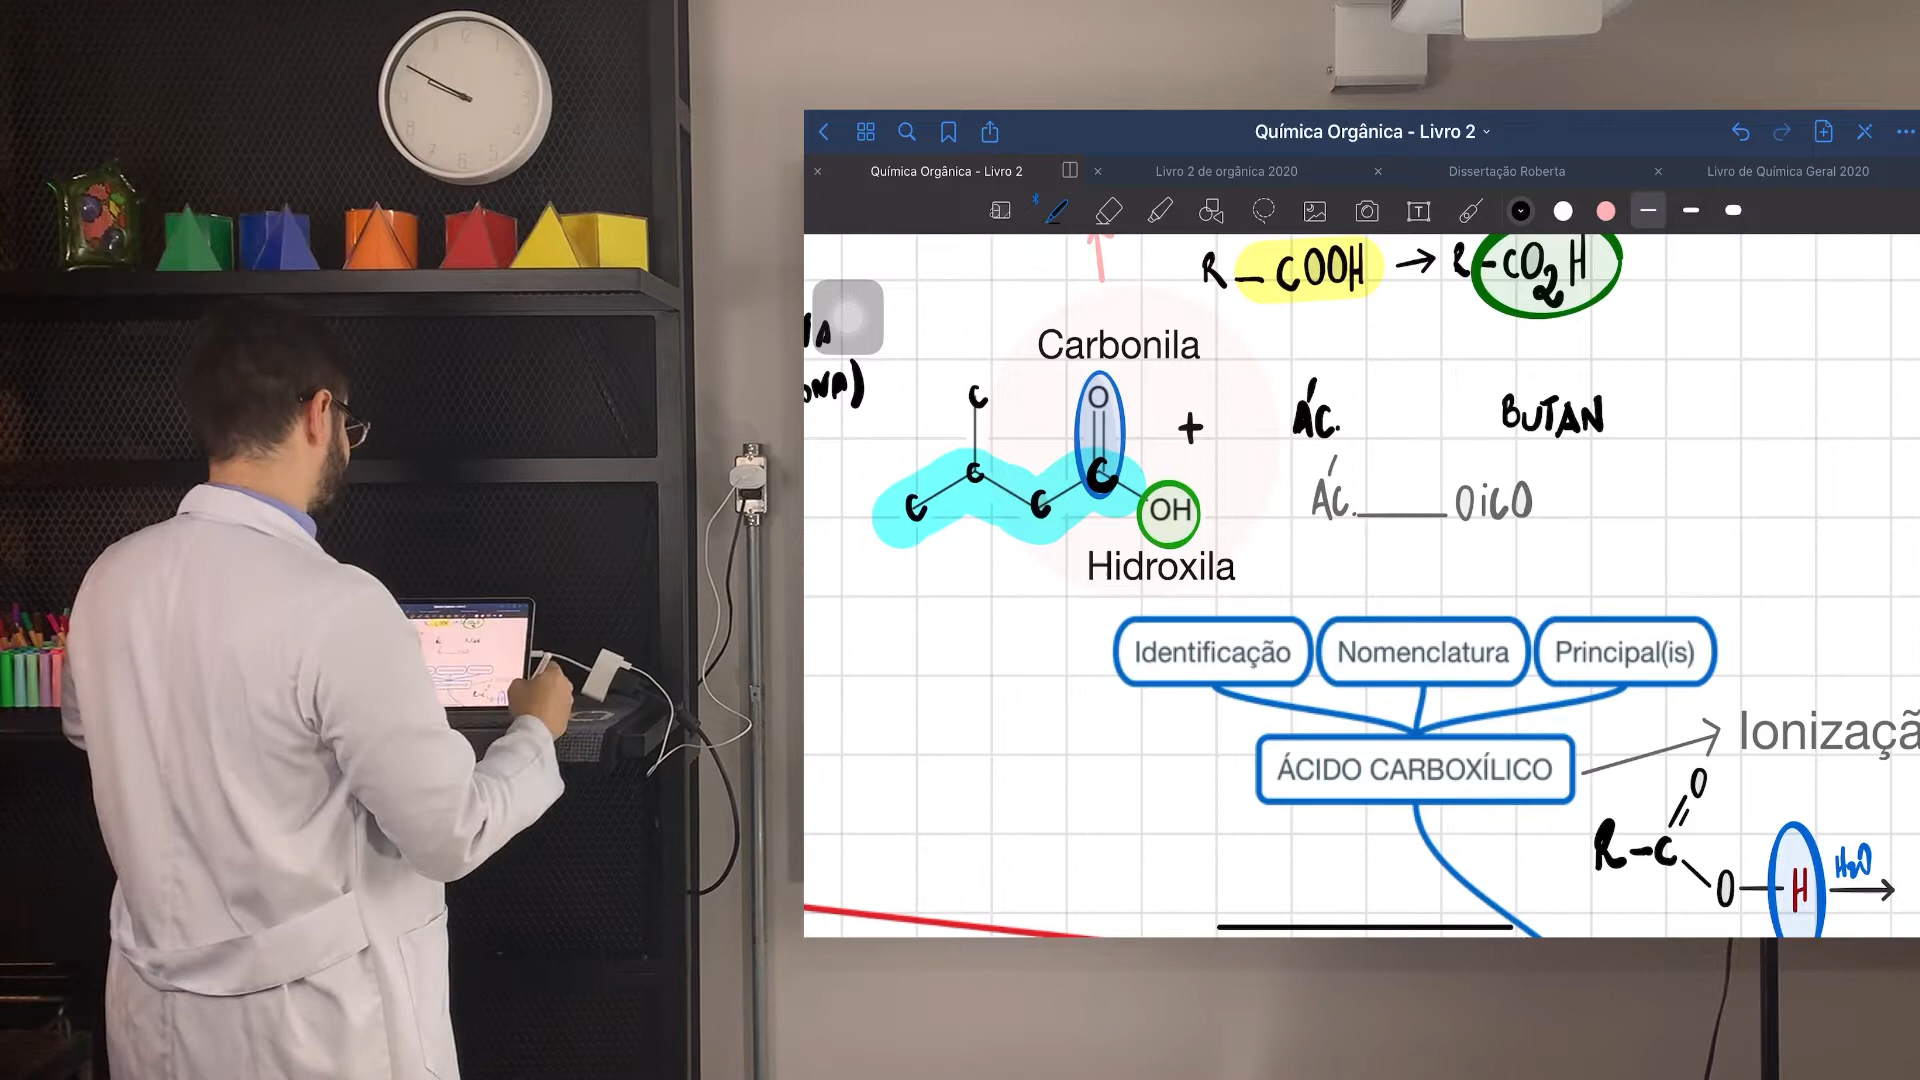 Química Orgânica - Livro 2
Química Orgânica - Livro 2
Livro 2 de orgânica 2020
Dissertação Roberta
Livro de Química Geral 2020
R-COOH → R-CO2H
Carbonila
C
O
+
ÁC. BUTAN
C
C
C
C
OH
ÁC.____OICO
Hidroxila
Identificação
Nomenclatura
Principal(is)
ÁCIDO CARBOXÍLICO
Ionizaçã
O
R-C
O-H
H2O